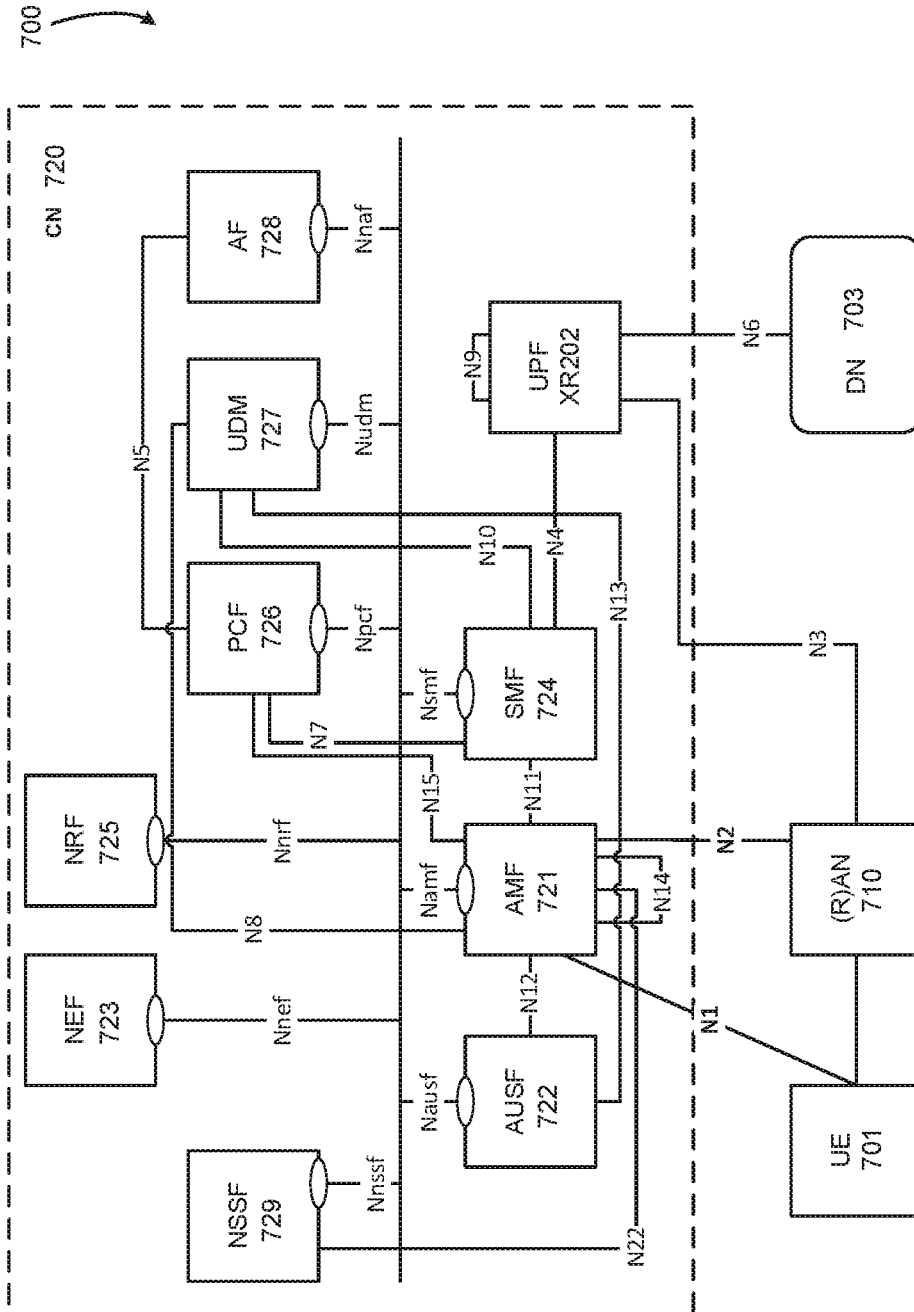 700
CN 720
NSSF
729
NEF
723
NRF
725
PCF
726
UDM
727
AF
728
N5
N8
Nnssf
Nnef
Nnrf
Npcf
Nudm
Nnaf
Nausf
Namf
Nsmf
N15
N7
N10
AUSF
722
N12
AMF
721
N11
SMF
724
N4
UPF
XR202
N9
N22
N14
N13
N1
N2
N3
N6
UE
701
(R)AN
710
DN 703